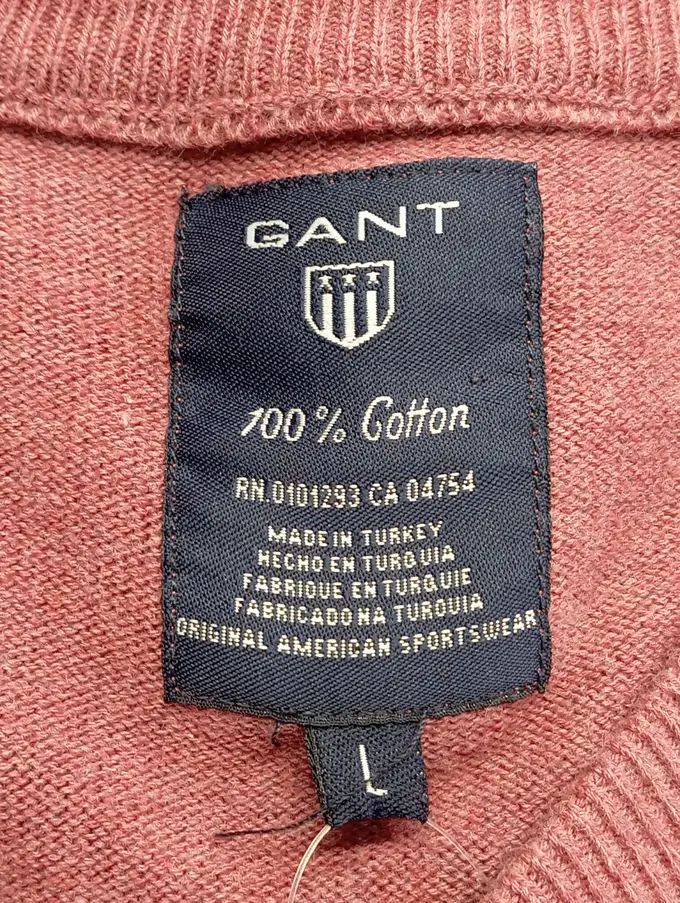 GANT
100% Cotton
RN.0101293 CA 04754
MADE IN TURKEY
HECHO EN TURQUIA
FABRIQUE EN TURQUIE
FABRICADO NA TURQUIA
ORIGINAL AMERICAN SPORTSWEAR
L